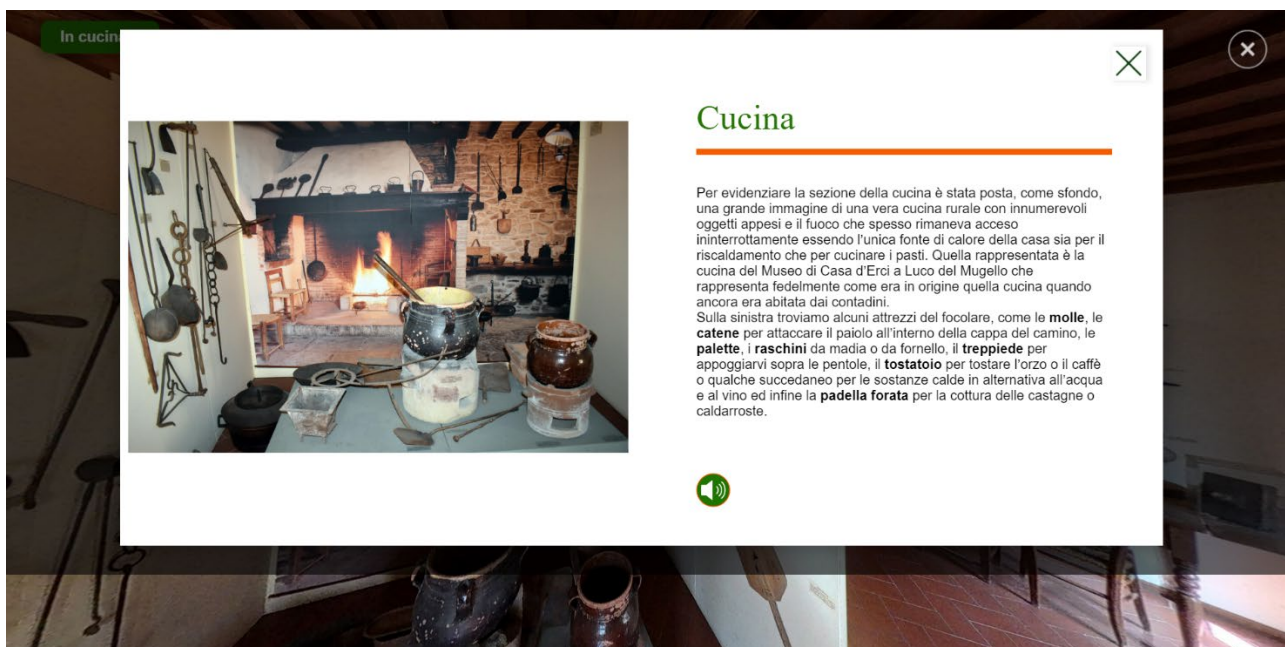 In cucin
Cucina
Per evidenziare la sezione della cucina è stata posta, come sfondo,
una grande immagine di una vera cucina rurale con innumerevoli
oggetti appesi e il fuoco che spesso rimaneva acceso
ininterrottamente essendo l'unica fonte di calore della casa sia per il
riscaldamento che per cucinare i pasti. Quella rappresentata è la
cucina del Museo di Casa d'Erci a Luco del Mugello che
rappresenta fedelmente come era in origine quella cucina quando
ancora era abitata dai contadini.
Sulla sinistra troviamo alcuni attrezzi del focolare, come le molle, le
catene per attaccare il paiolo all'interno della cappa del camino, le
palette, i raschini da madia o da fornello, il treppiede per
appoggiarvi sopra le pentole, il tostatoio per tostare l'orzo o il caffè
o qualche succedaneo per le sostanze calde in alternativa all'acqua
e al vino ed infine la padella forata per la cottura delle castagne o
caldarroste.